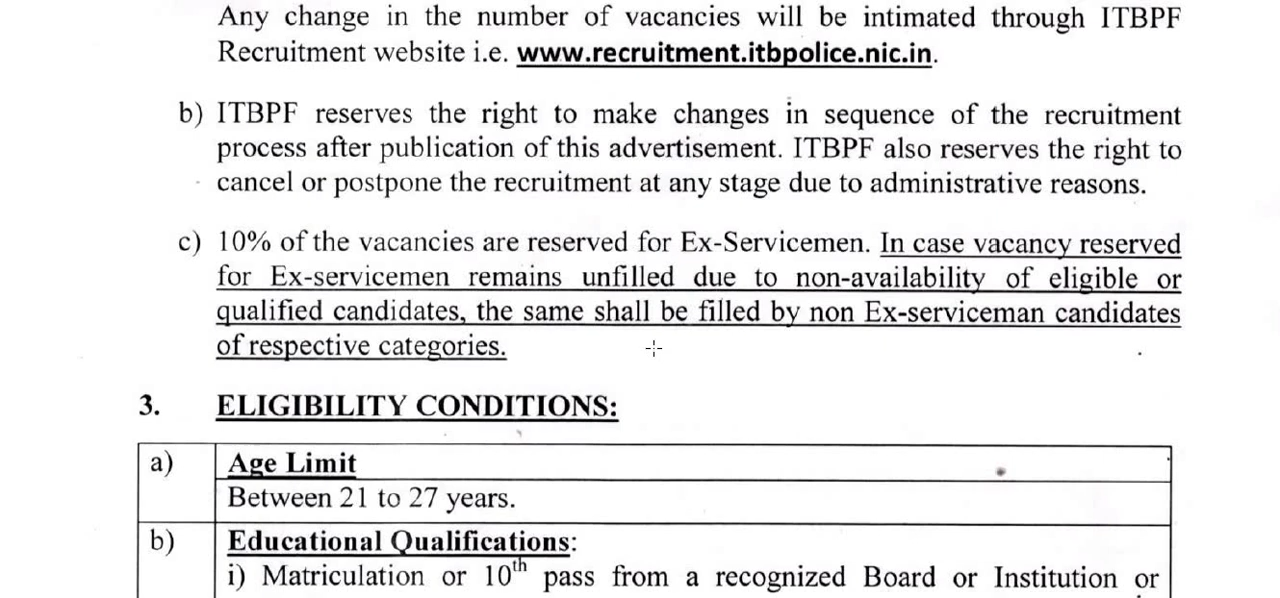 Any change in the number of vacancies will be intimated through ITBPF
Recruitment website i.e. www.recruitment.itbpolice.nic.in.
b) ITBPF reserves the right to make changes in sequence of the recruitment
process after publication of this advertisement. ITBPF also reserves the right to
cancel or postpone the recruitment at any stage due to administrative reasons.
c) 10% of the vacancies are reserved for Ex-Servicemen. In case vacancy reserved
for Ex-servicemen remains unfilled due to non-availability of eligible or
qualified candidates, the same shall be filled by non Ex-serviceman candidates
of respective categories.
3. ELIGIBILITY CONDITIONS:
a) Age Limit
Between 21 to 27 years.
b) Educational Qualifications:
i) Matriculation or 10th pass from a recognized Board or Institution or